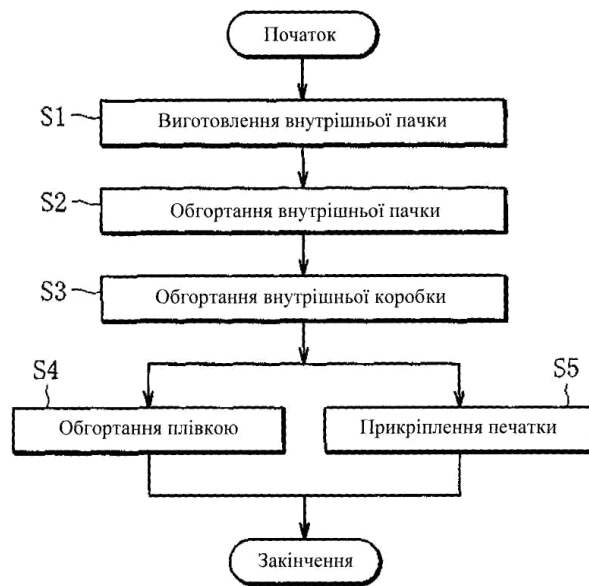 Початок
S1
Виготовлення внутрішньої пачки
S2
Обгортання внутрішньої пачки
S3
Обгортання внутрішньої коробки
S4
Обгортання плівкою
S5
Прикріплення печатки
Закінчення